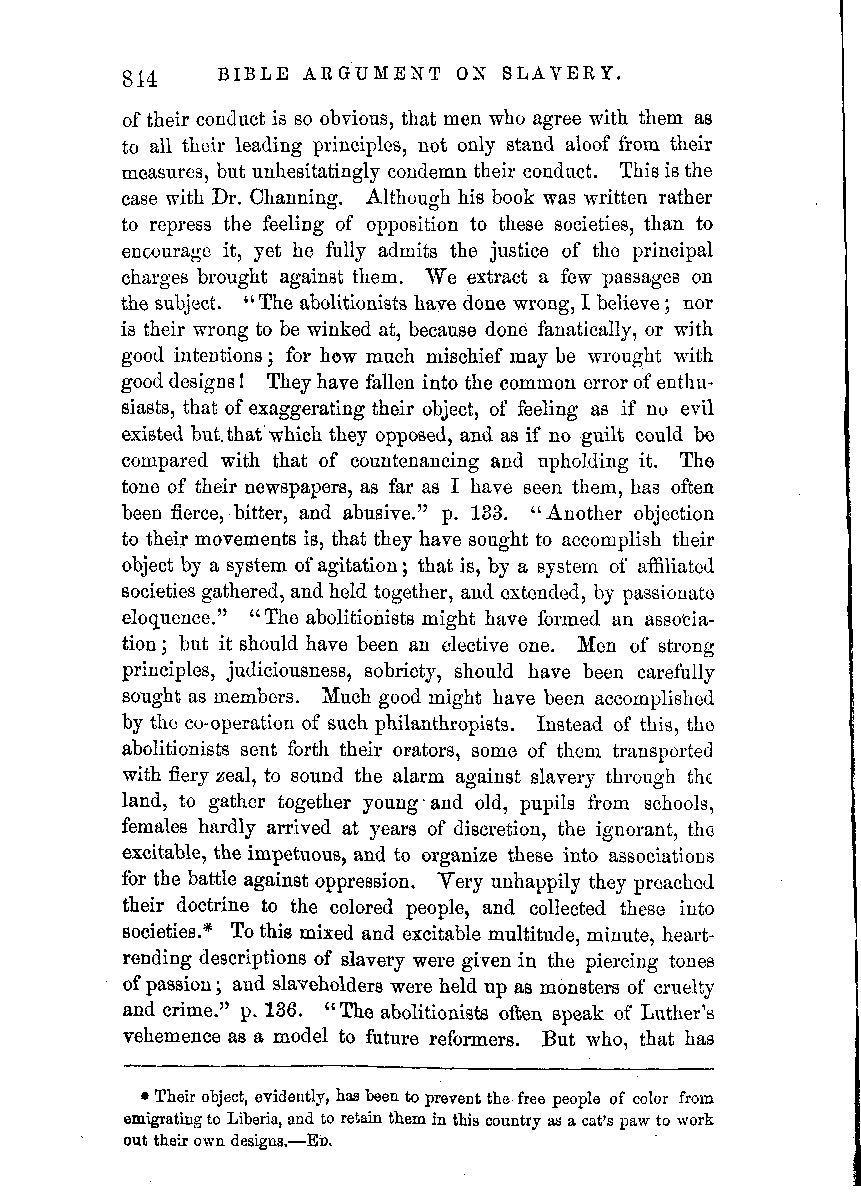 844 BIBLE ARGUMENT ON SLAVERY.
of their conduct is so obvious, that men who agree with them as
to all their leading principles, not only stand aloof from their
measures, but unhesitatingly condemn their conduct. This is the
case with Dr. Channing. Although his book was written rather
to repress the feeling of opposition to these societies, than to
encourage it, yet he fully admits the justice of the principal
charges brought against them. We extract a few passages on
the subject. "The abolitionists have done wrong, I believe; nor
is their wrong to be winked at, because done fanatically, or with
good intentions; for how much mischief may be wrought with
good designs! They have fallen into the common error of enthu-
siasts, that of exaggerating their object, of feeling as if no evil
existed but that which they opposed, and as if no guilt could be
compared with that of countenancing and upholding it. The
tone of their newspapers, as far as I have seen them, has often
been fierce, bitter, and abusive." p. 133. "Another objection
to their movements is, that they have sought to accomplish their
object by a system of agitation; that is, by a system of affiliated
societies gathered, and held together, and extended, by passionate
eloquence." "The abolitionists might have formed an associa-
tion; but it should have been an elective one. Men of strong
principles, judiciousness, sobriety, should have been carefully
sought as members. Much good might have been accomplished
by the co-operation of such philanthropists. Instead of this, the
abolitionists sent forth their orators, some of them transported
with fiery zeal, to sound the alarm against slavery through the
land, to gather together young and old, pupils from schools,
females hardly arrived at years of discretion, the ignorant, the
excitable, the impetuous, and to organize these into associations
for the battle against oppression. Very unhappily they preached
their doctrine to the colored people, and collected these into
societies.* To this mixed and excitable multitude, minute, heart-
rending descriptions of slavery were given in the piercing tones
of passion; and slaveholders were held up as monsters of cruelty
and crime." p. 136. "The abolitionists often speak of Luther's
vehemence as a model to future reformers. But who, that has
* Their object, evidently, has been to prevent the free people of color from
emigrating to Liberia, and to retain them in this country as a cat's paw to work
out their own designs.—ED.